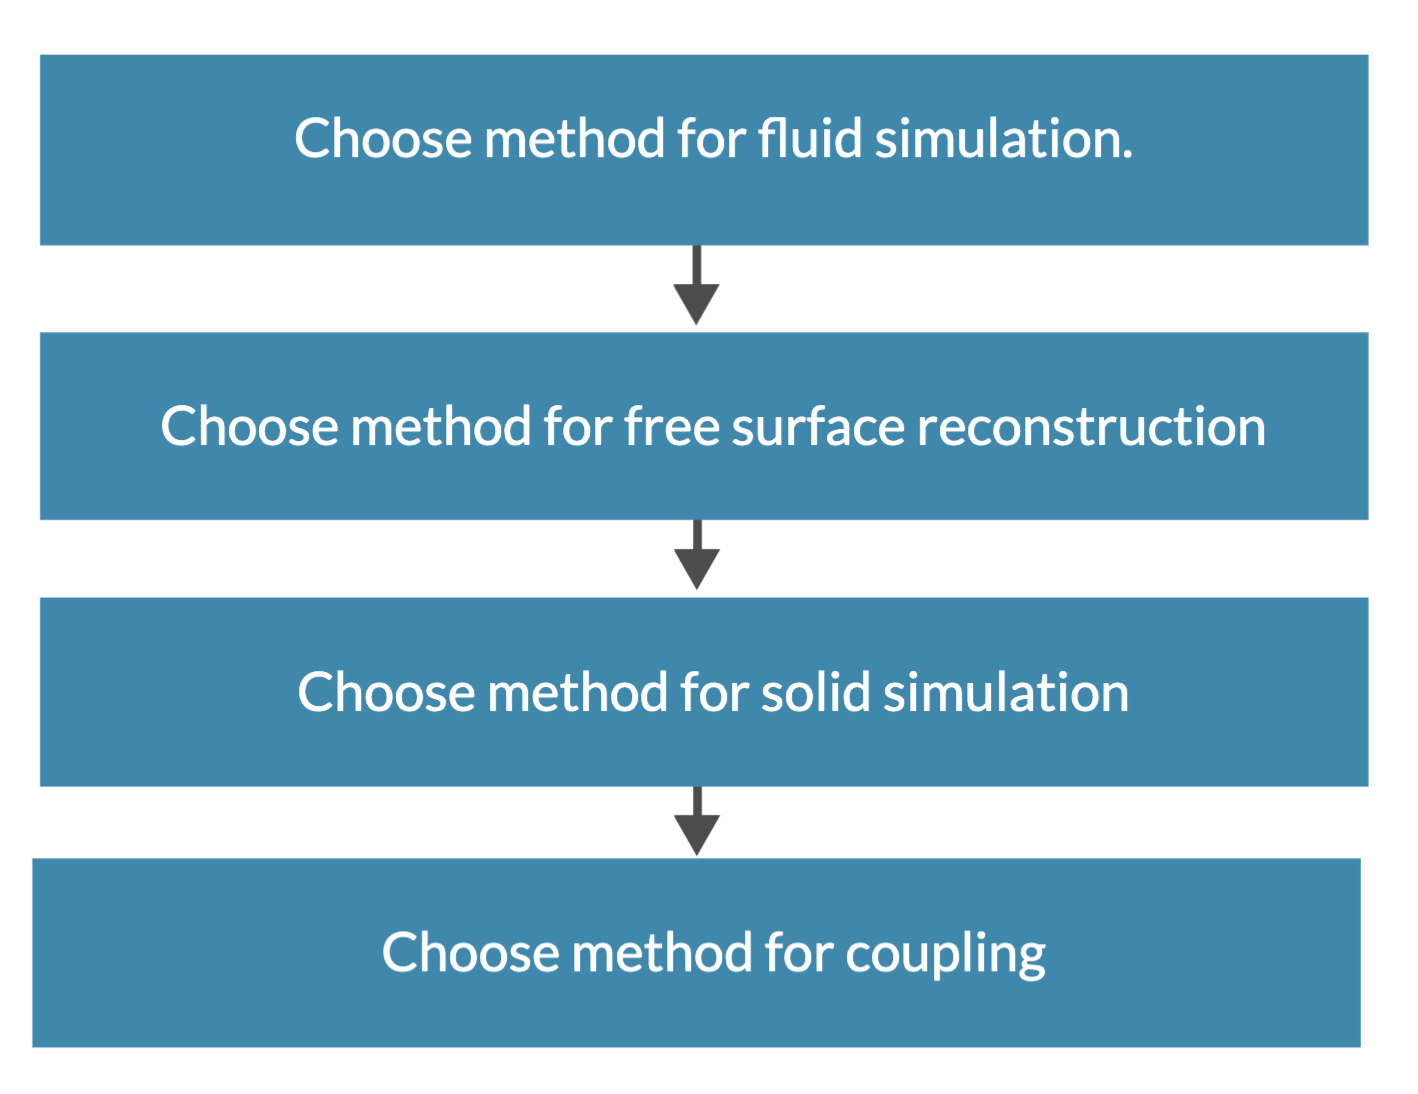 Choose method for fluid simulation.
Choose method for free surface reconstruction
Choose method for solid simulation
Choose method for coupling